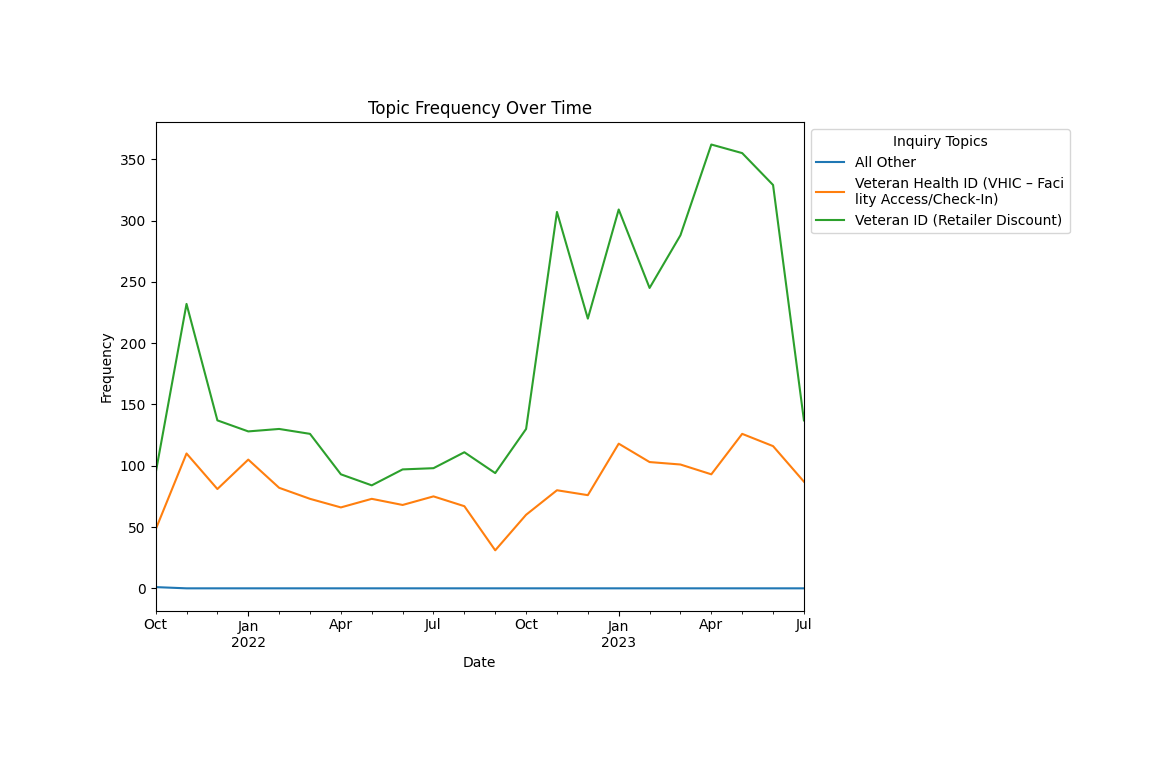 Topic Frequency Over Time
Inquiry Topics
All Other
Veteran Health ID (VHIC – Faci
lity Access/Check-In)
Veteran ID (Retailer Discount)
Frequency
350
300
250
200
150
100
50
0
Oct Jan Apr Jul Oct Jan Apr Jul
2022 2023
Date